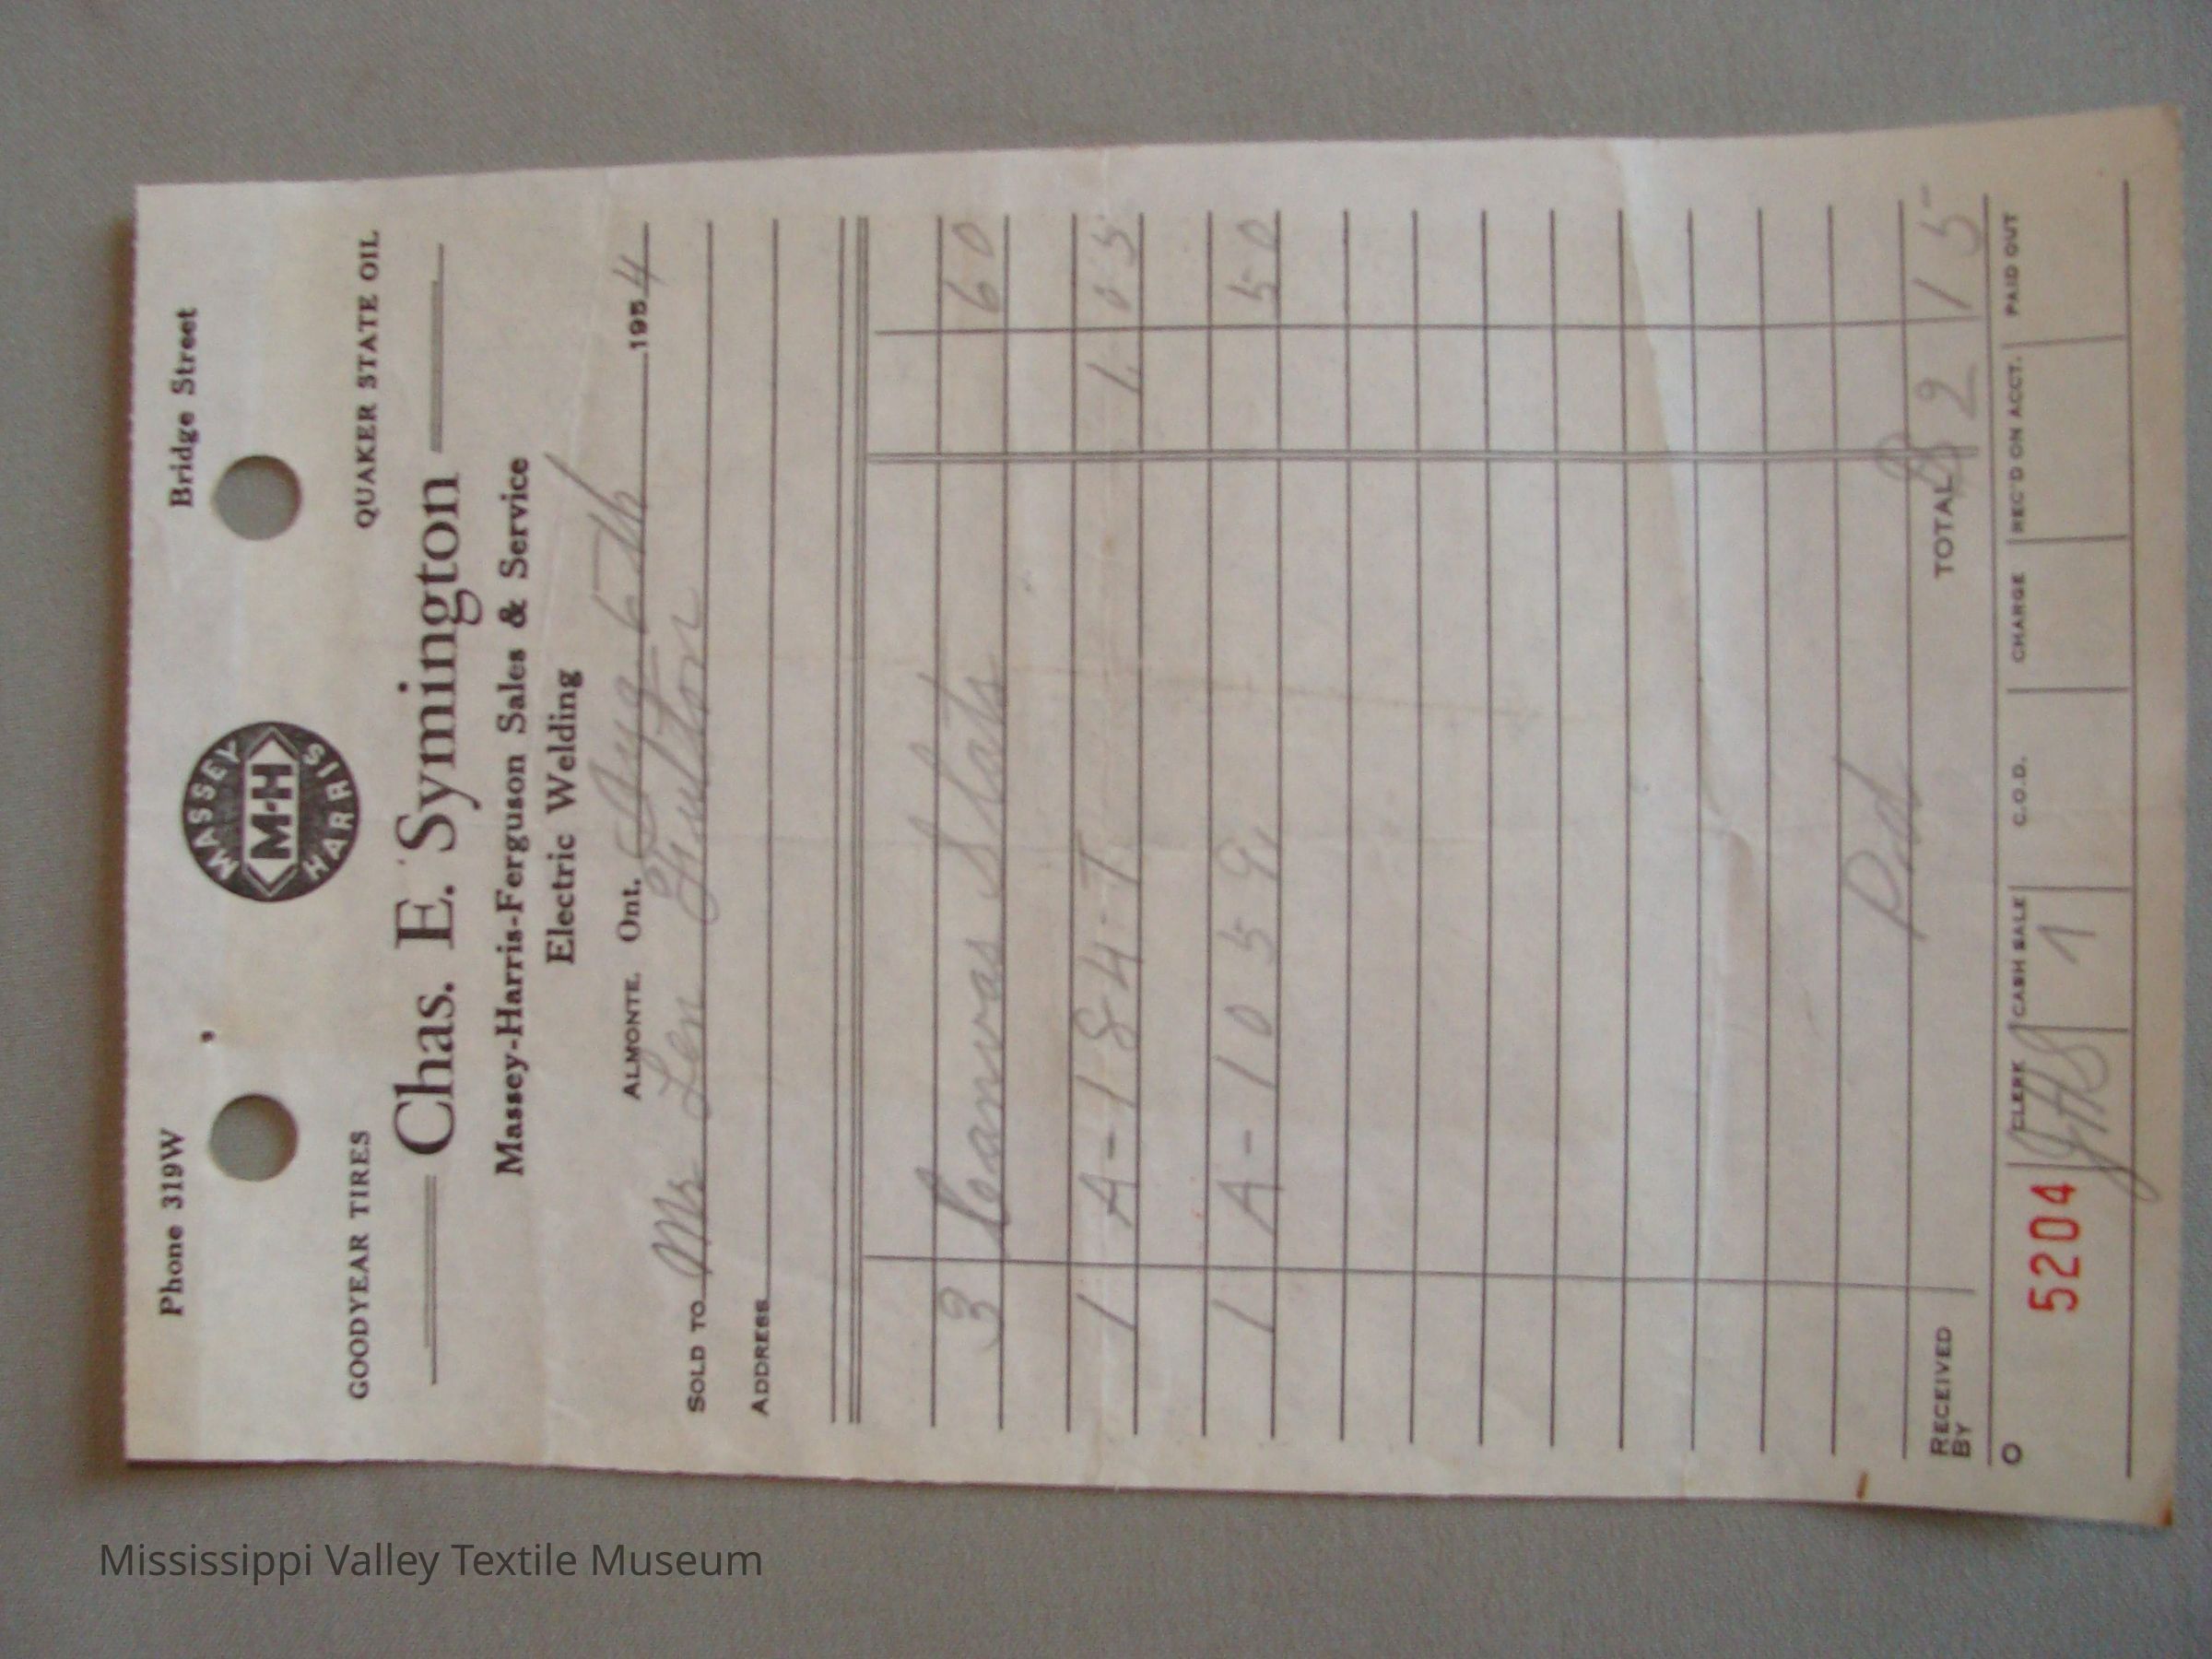 Phone 319W Bridge Street
MASSEY
M-H
HARRIS
GOODYEAR TIRES QUAKER STATE OIL
Chas. E. Symington
Massey-Harris-Ferguson Sales & Service
Electric Welding
ALMONTE, Ont. Aug 6th 1954
SOLD TO Mr Len
ADDRESS
3 Canvas Slats 60
1 A-184-T 1.05
1 A-1059. 50
Pd
RECEIVED BY TOTAL 2 15
CLERK CASH SALE C.O.D. CHARGE REC'D ON ACCT. PAID OUT
5204
Mississippi Valley Textile Museum